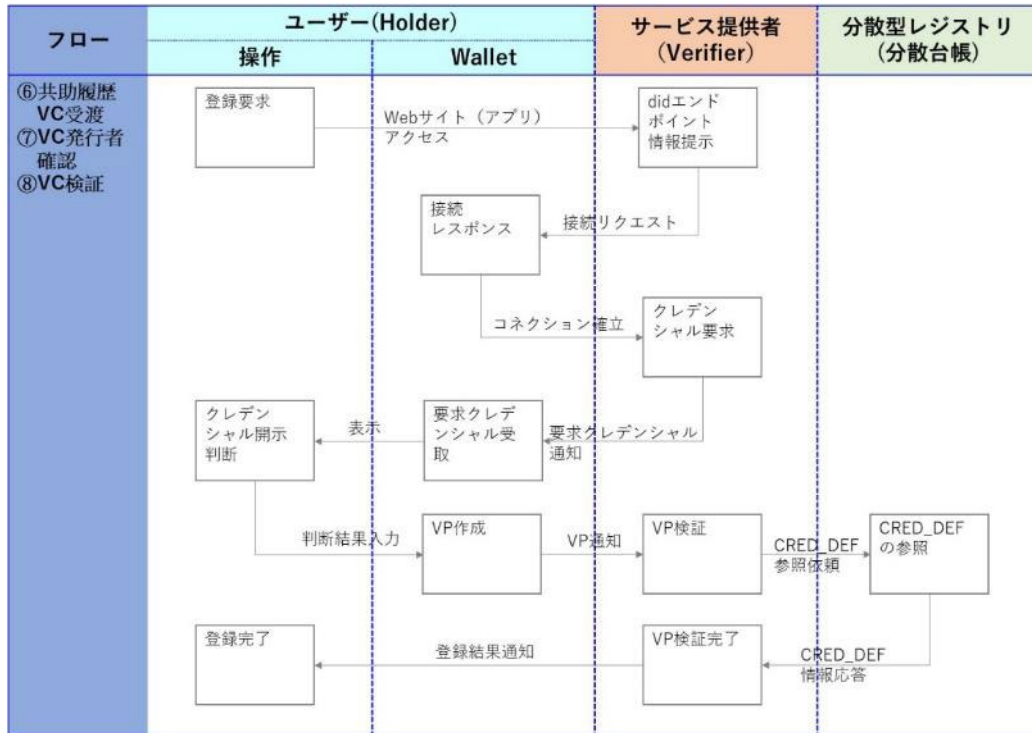 フロー
ユーザー(Holder)
操作
Wallet
サービス提供者
(Verifier)
分散型レジストリ
(分散台帳)
⑥共助履歴
VC受渡
⑦VC発行者
確認
⑧VC検証
登録要求
Webサイト（アプリ）
アクセス
didエンド
ポイント
情報提示
接続
レスポンス
接続リクエスト
コネクション確立
クレデン
シャル要求
クレデン
シャル開示
判断
表示
要求クレデ
ンシャル受
取
要求クレデンシャル
通知
判断結果入力
VP作成
VP通知
VP検証
CRED_DEF
参照依頼
CRED_DEF
の参照
登録完了
登録結果通知
VP検証完了
CRED_DEF
情報応答